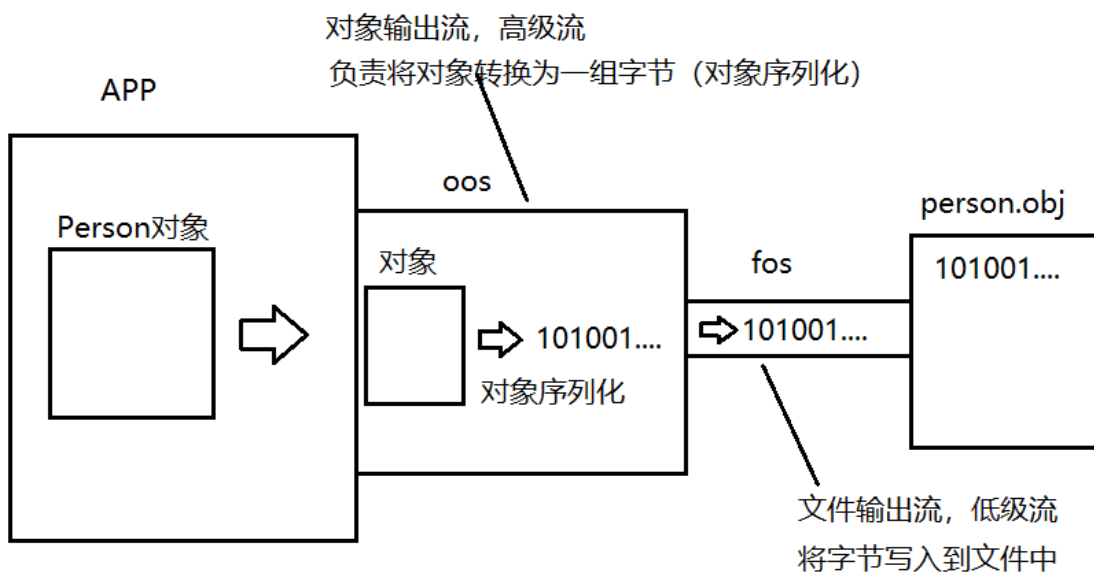 对象输出流，高级流
负责将对象转换为一组字节（对象序列化）
APP
oos
person.obj
Person对象
对象
fos
101001....
101001....
101001....
对象序列化
文件输出流，低级流
将字节写入到文件中